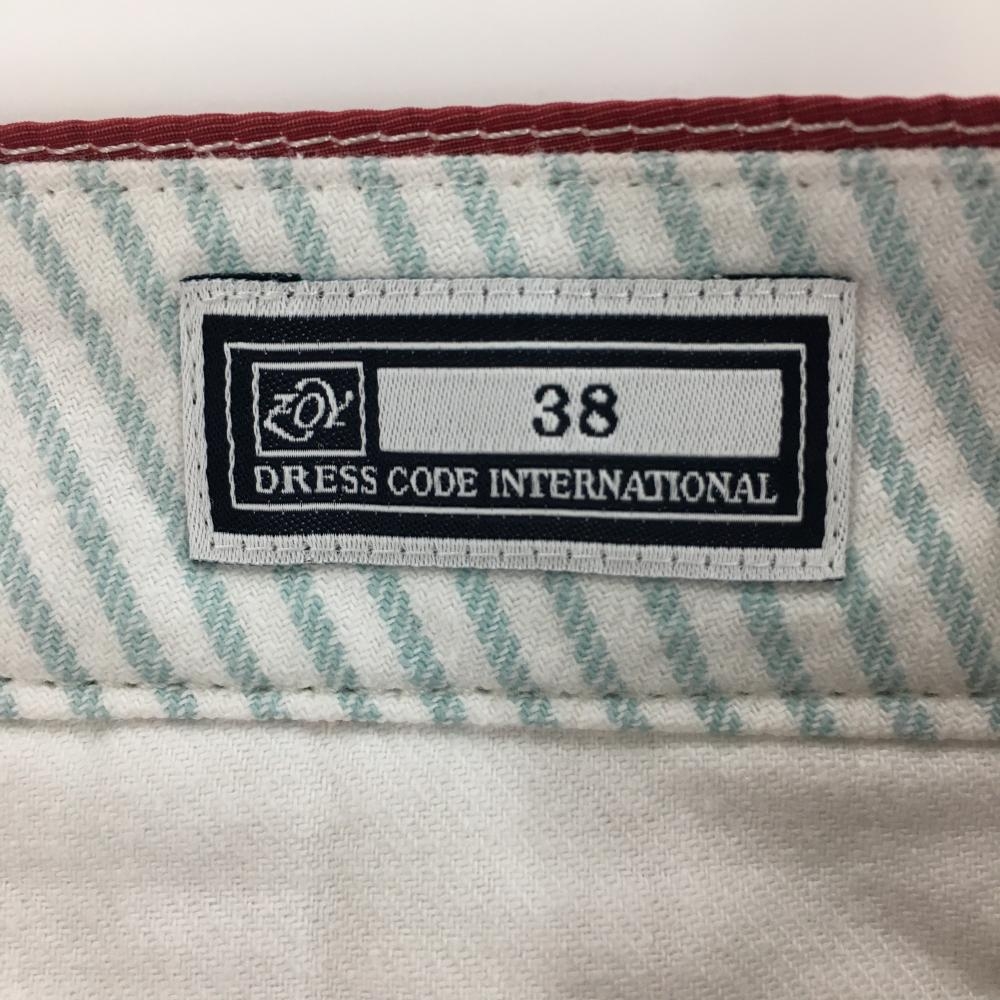 ZOY
38
DRESS CODE INTERNATIONAL